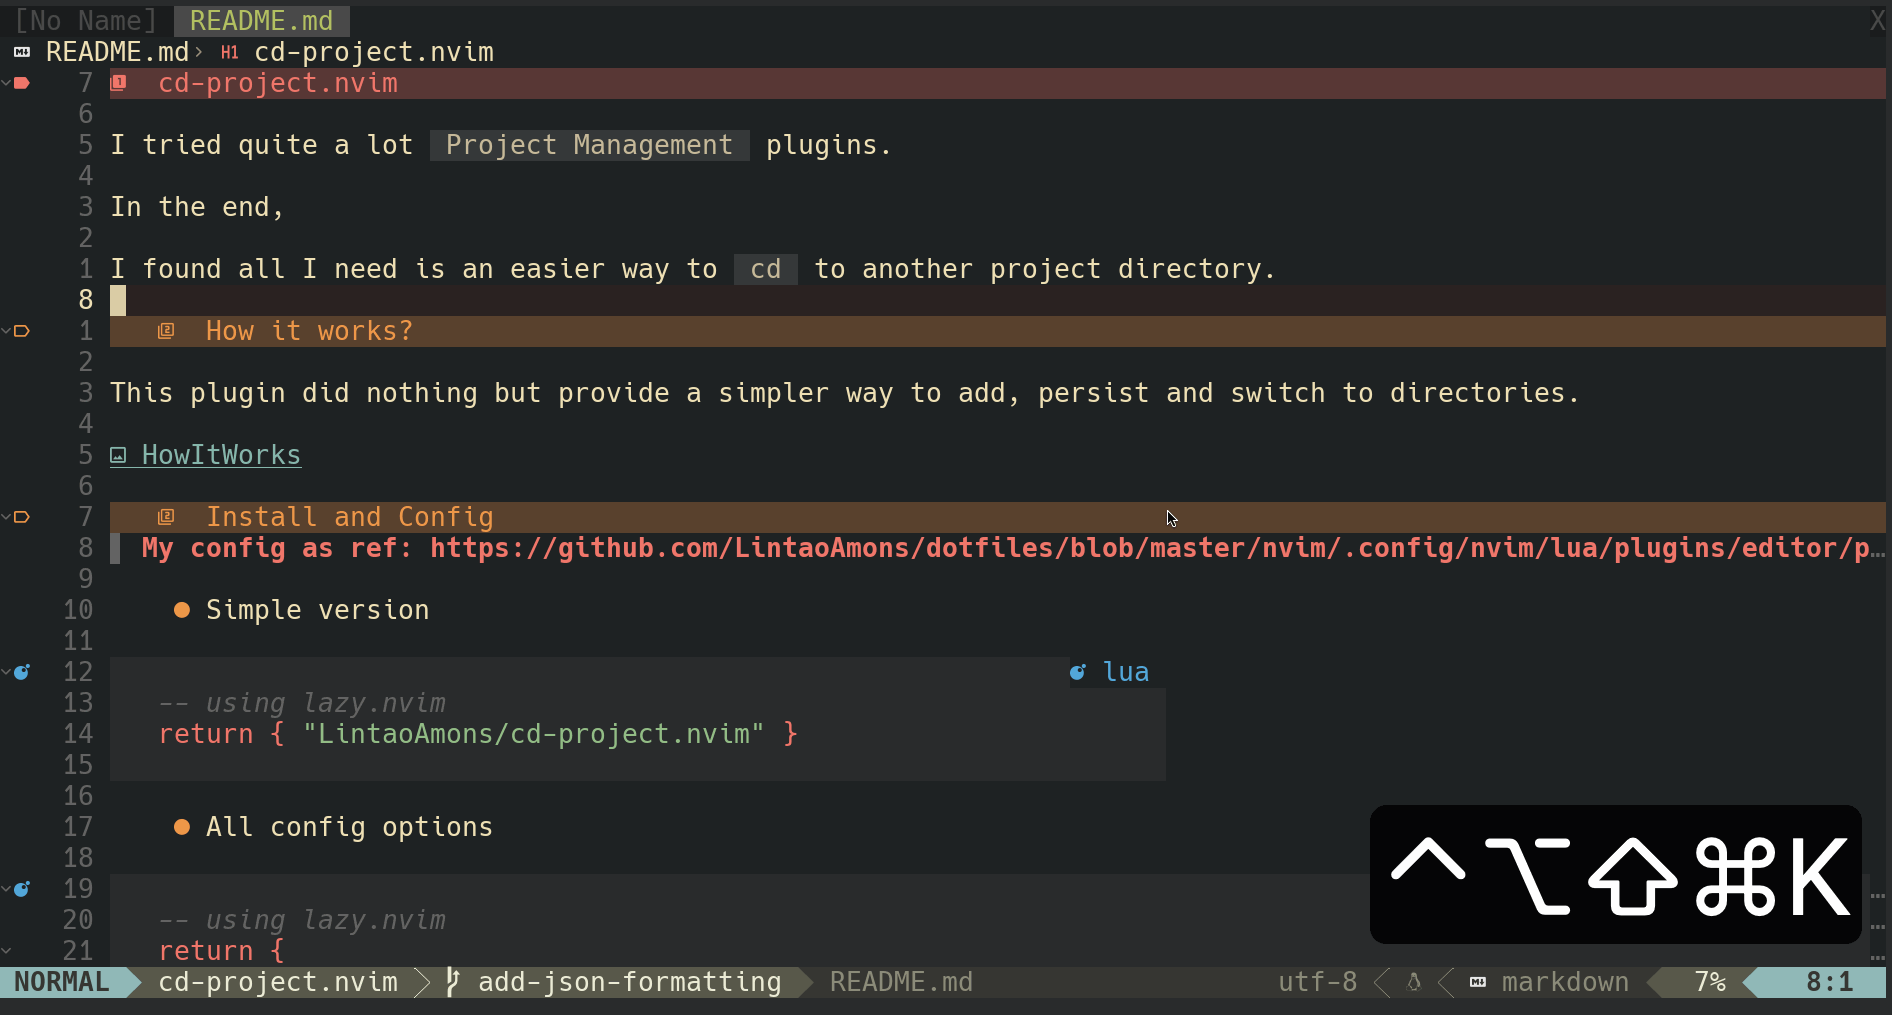 [No Name] README.md X
README.md › H1 cd-project.nvim
7 1 cd-project.nvim
6
5 I tried quite a lot Project Management plugins.
4
3 In the end,
2
1 I found all I need is an easier way to cd to another project directory.
8
1 2 How it works?
2
3 This plugin did nothing but provide a simpler way to add, persist and switch to directories.
4
5 HowItWorks
6
7 2 Install and Config
8 My config as ref: https://github.com/LintaoAmons/dotfiles/blob/master/nvim/.config/nvim/lua/plugins/editor/p…
9
10 ● Simple version
11
12 lua
13 -- using lazy.nvim
14 return { "LintaoAmons/cd-project.nvim" }
15
16
17 ● All config options
18
19 …
20 -- using lazy.nvim …
21 return { …
⌃⌥⇧⌘K
NORMAL cd-project.nvim add-json-formatting README.md utf-8 markdown 7% 8:1